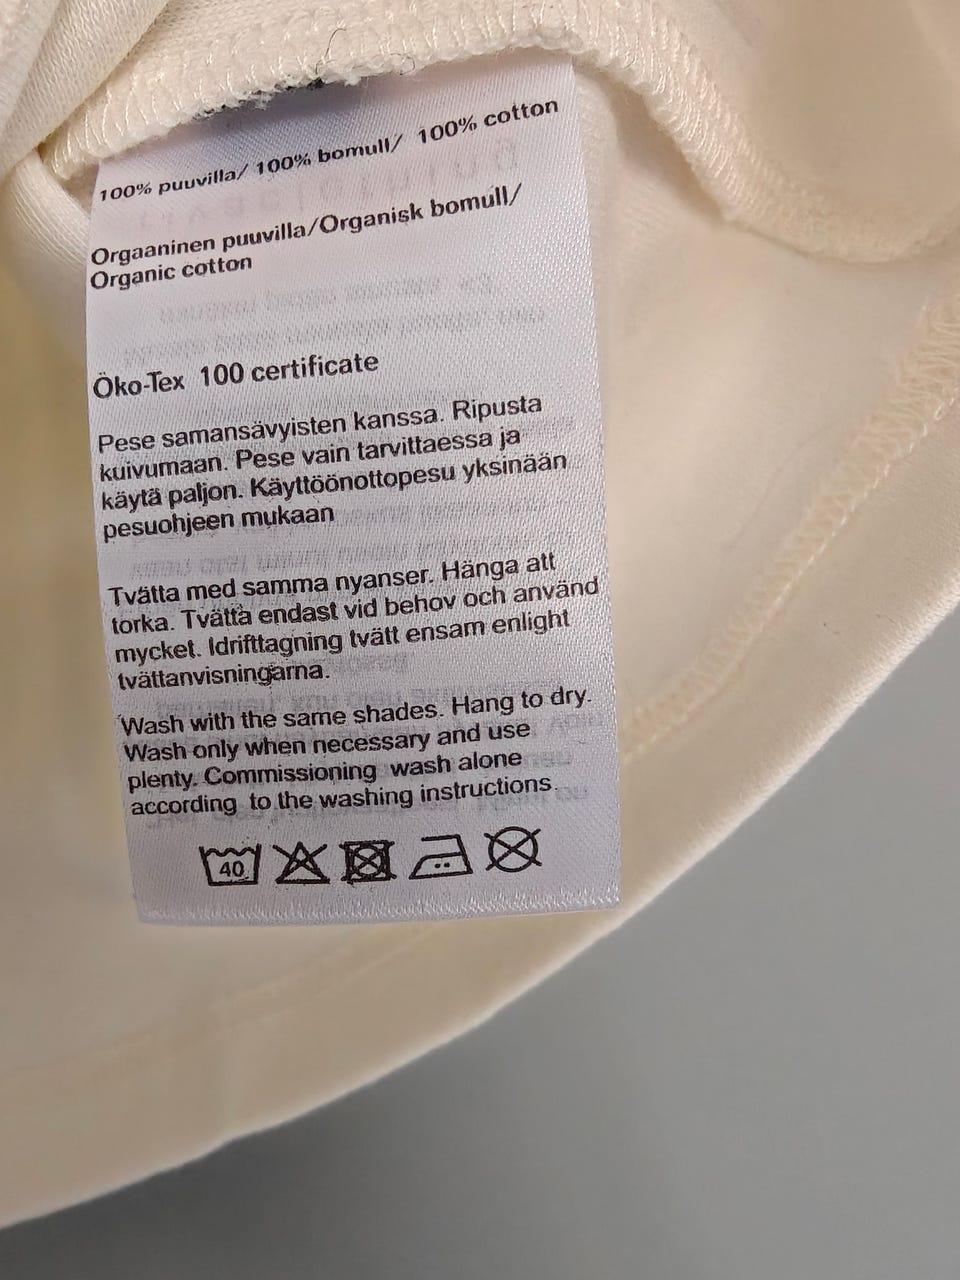 100% puuvilla/ 100% bomull/ 100% cotton
Orgaaninen puuvilla/Organisk bomull/
Organic cotton
Öko-Tex 100 certificate
Pese samansävyisten kanssa. Ripusta
kuivumaan. Pese vain tarvittaessa ja
käytä paljon. Käyttöönottopesu yksinään
pesuohjeen mukaan
Tvätta med samma nyanser. Hänga att
torka. Tvätta endast vid behov och använd
mycket. Idrifttagning tvätt ensam enlight
tvättanvisningarna.
Wash with the same shades. Hang to dry.
Wash only when necessary and use
plenty. Commissioning wash alone
according to the washing instructions.
40